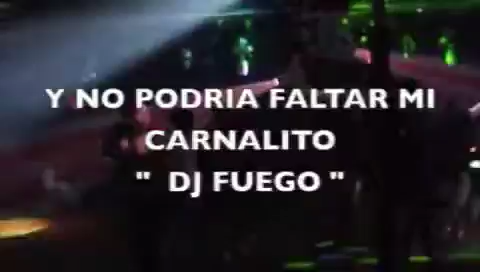 Y NO PODRIA FALTAR MI
CARNALITO
" DJ FUEGO "